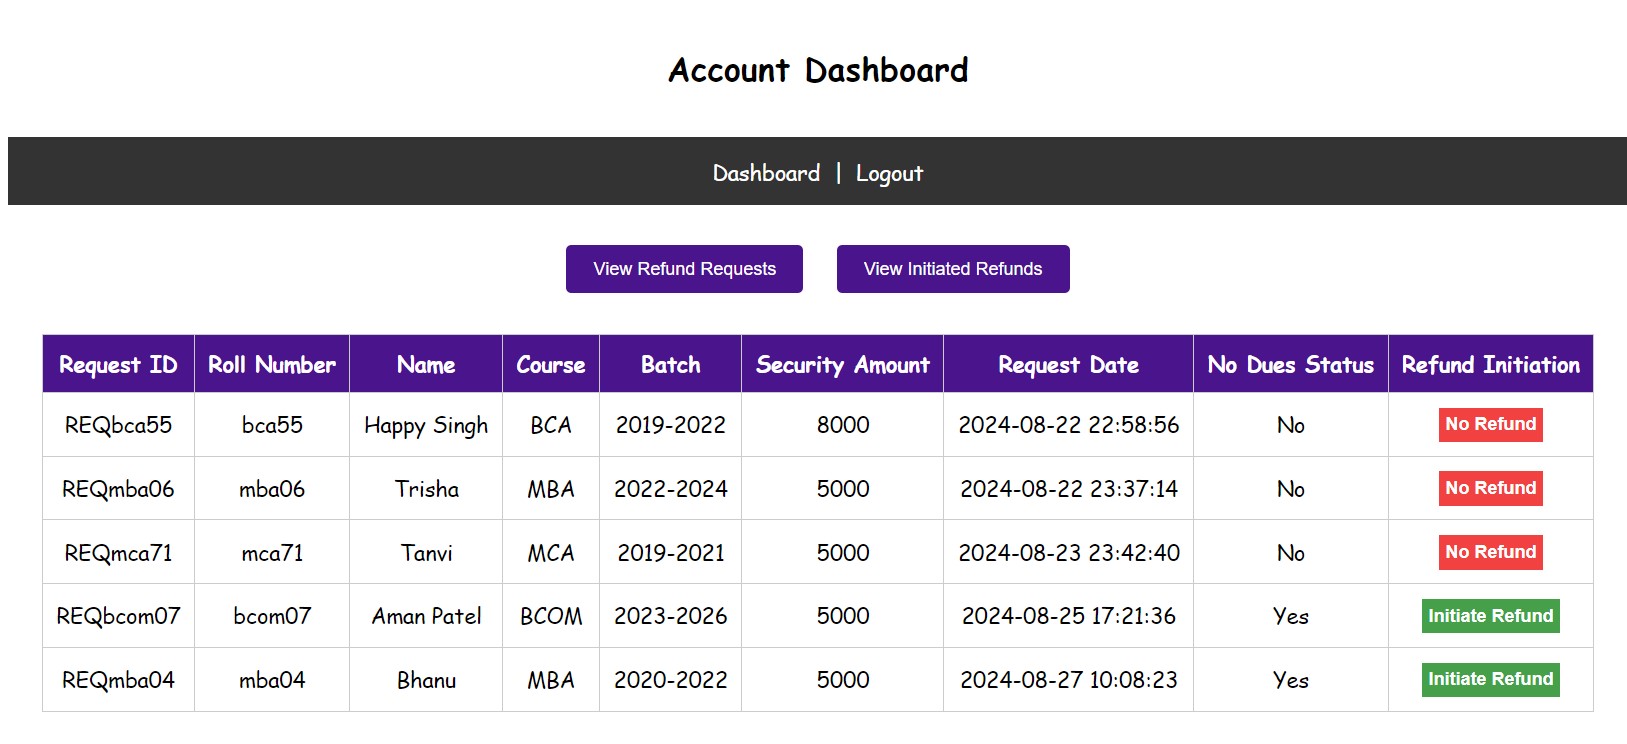 Account Dashboard
Dashboard | Logout
View Refund Requests View Initiated Refunds
Request ID Roll Number Name Course Batch Security Amount Request Date No Dues Status Refund Initiation
REQbca55 bca55 Happy Singh BCA 2019-2022 8000 2024-08-22 22:58:56 No No Refund
REQmba06 mba06 Trisha MBA 2022-2024 5000 2024-08-22 23:37:14 No No Refund
REQmca71 mca71 Tanvi MCA 2019-2021 5000 2024-08-23 23:42:40 No No Refund
REQbcom07 bcom07 Aman Patel BCOM 2023-2026 5000 2024-08-25 17:21:36 Yes Initiate Refund
REQmba04 mba04 Bhanu MBA 2020-2022 5000 2024-08-27 10:08:23 Yes Initiate Refund